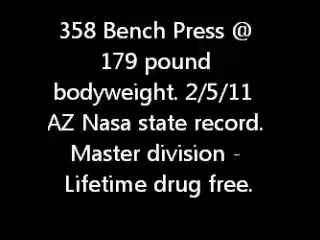 358 Bench Press @
179 pound
bodyweight. 2/5/11
AZ Nasa state record.
Master division -
Lifetime drug free.